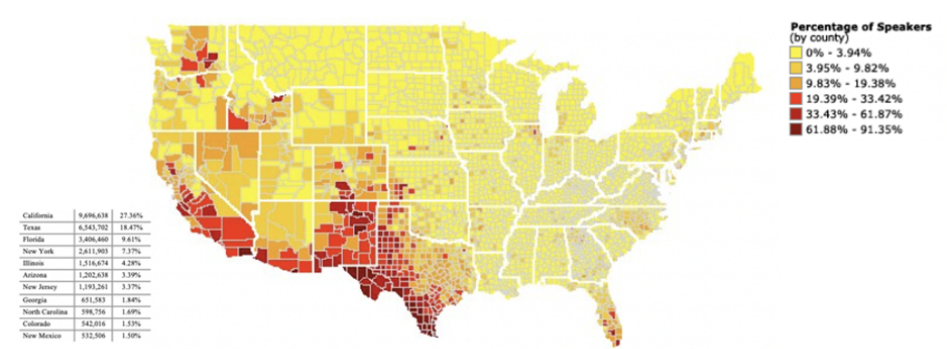 Percentage of Speakers
(by county)
0% - 3.94%
3.95% - 9.82%
9.83% - 19.38%
19.39% - 33.42%
33.43% - 61.87%
61.88% - 91.35%
California 9,696,638 27.36%
Texas 6,543,702 18.47%
Florida 3,406,460 9.61%
New York 2,611,903 7.37%
Illinois 1,516,674 4.28%
Arizona 1,202,638 3.39%
New Jersey 1,193,261 3.37%
Georgia 651,583 1.84%
North Carolina 598,756 1.69%
Colorado 542,016 1.53%
New Mexico 532,506 1.50%